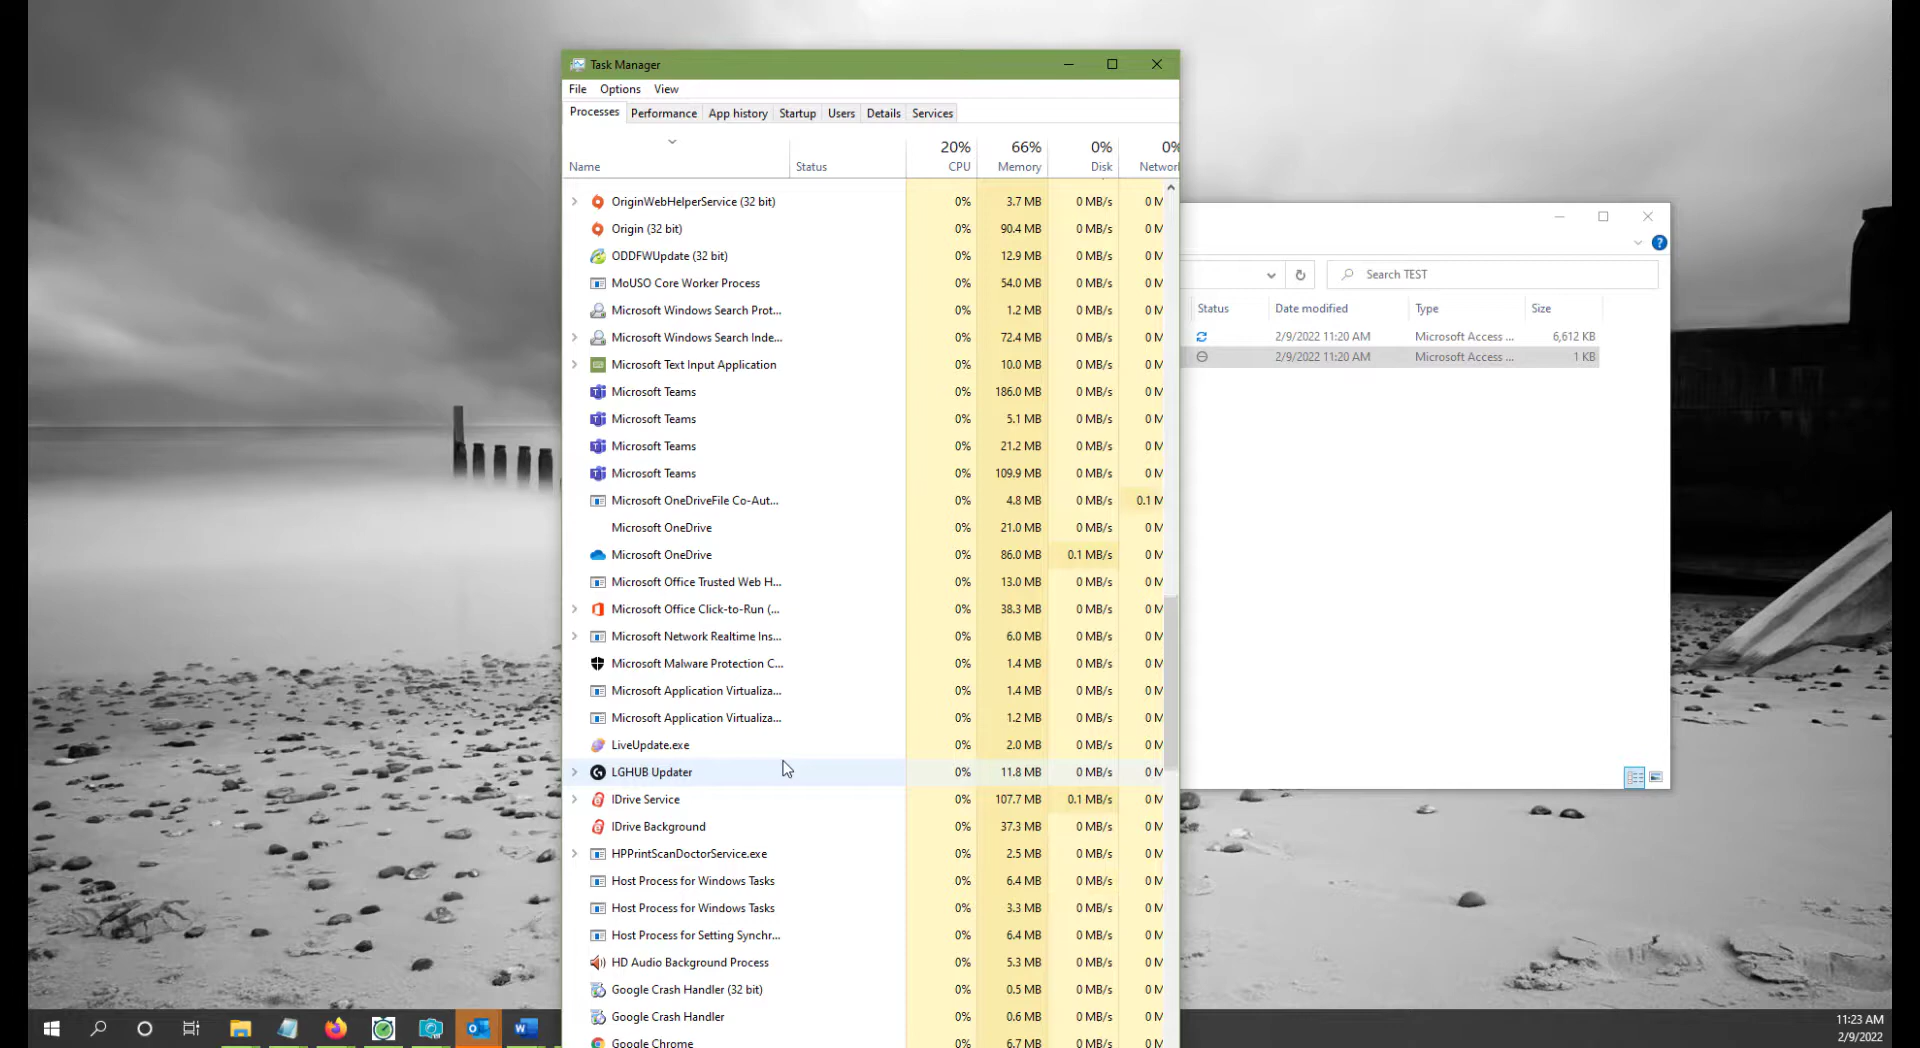 Task Manager
File Options View
Processes Performance App history Startup Users Details Services
20% 66% 0% 0%
Name Status CPU Memory Disk Networ
OriginWebHelperService (32 bit) 0% 3.7 MB 0 MB/s 0 M
Origin (32 bit) 0% 90.4 MB 0 MB/s 0 M
ODDFWUpdate (32 bit) 0% 12.9 MB 0 MB/s 0 M
MoUSO Core Worker Process 0% 54.0 MB 0 MB/s 0 M
Microsoft Windows Search Prot... 0% 1.2 MB 0 MB/s 0 M
Microsoft Windows Search Inde... 0% 72.4 MB 0 MB/s 0 M
Microsoft Text Input Application 0% 10.0 MB 0 MB/s 0 M
Microsoft Teams 0% 186.0 MB 0 MB/s 0 M
Microsoft Teams 0% 5.1 MB 0 MB/s 0 M
Microsoft Teams 0% 21.2 MB 0 MB/s 0 M
Microsoft Teams 0% 109.9 MB 0 MB/s 0 M
Microsoft OneDriveFile Co-Aut... 0% 4.8 MB 0 MB/s 0.1 M
Microsoft OneDrive 0% 21.0 MB 0 MB/s 0 M
Microsoft OneDrive 0% 86.0 MB 0.1 MB/s 0 M
Microsoft Office Trusted Web H... 0% 13.0 MB 0 MB/s 0 M
Microsoft Office Click-to-Run (... 0% 38.3 MB 0 MB/s 0 M
Microsoft Network Realtime Ins... 0% 6.0 MB 0 MB/s 0 M
Microsoft Malware Protection C... 0% 1.4 MB 0 MB/s 0 M
Microsoft Application Virtualiza... 0% 1.4 MB 0 MB/s 0 M
Microsoft Application Virtualiza... 0% 1.2 MB 0 MB/s 0 M
LiveUpdate.exe 0% 2.0 MB 0 MB/s 0 M
LGHUB Updater 0% 11.8 MB 0 MB/s 0 M
IDrive Service 0% 107.7 MB 0.1 MB/s 0 M
IDrive Background 0% 37.3 MB 0 MB/s 0 M
HPPrintScanDoctorService.exe 0% 2.5 MB 0 MB/s 0 M
Host Process for Windows Tasks 0% 6.4 MB 0 MB/s 0 M
Host Process for Windows Tasks 0% 3.3 MB 0 MB/s 0 M
Host Process for Setting Synchr... 0% 6.4 MB 0 MB/s 0 M
HD Audio Background Process 0% 5.3 MB 0 MB/s 0 M
Google Crash Handler (32 bit) 0% 0.5 MB 0 MB/s 0 M
Google Crash Handler 0% 0.6 MB 0 MB/s 0 M
Google Chrome 0% 6.7 MB 0 MB/s 0 M
Search TEST
Status Date modified Type Size
2/9/2022 11:20 AM Microsoft Access ... 6,612 KB
2/9/2022 11:20 AM Microsoft Access ... 1 KB
11:23 AM
2/9/2022